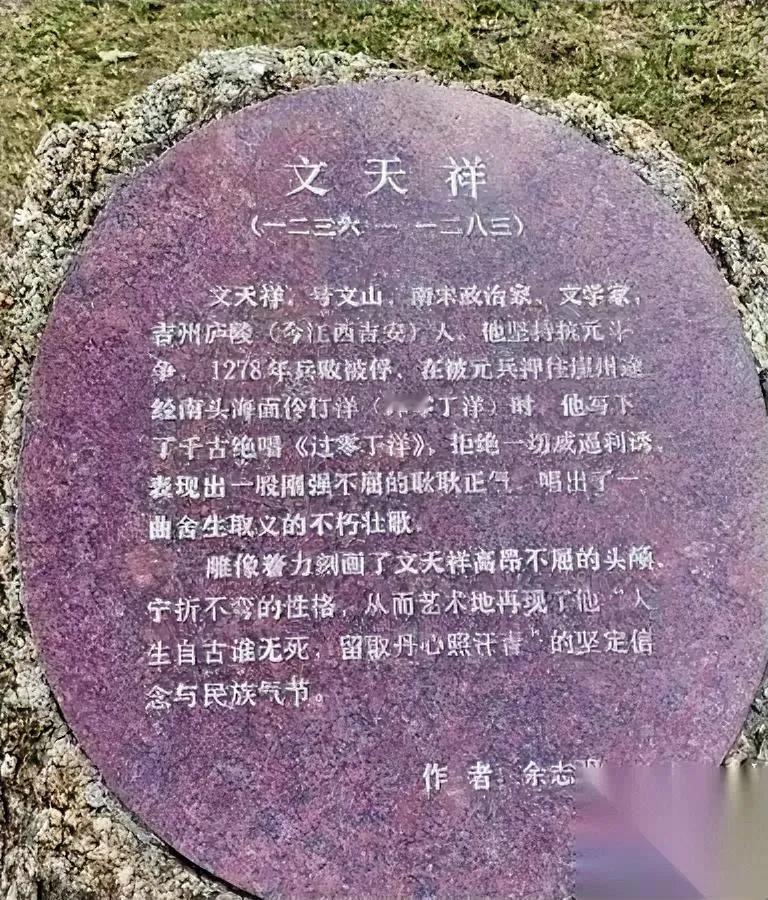 文天祥
(一二三六 — 一二八三)
文天祥，号文山，南宋政治家、文学家，
吉州庐陵（今江西吉安）人。他坚持抗元斗
争，1278年兵败被俘，在被元兵押往崖州途
经南头海面伶仃洋（丁洋）时，他写下
了千古绝唱《过零丁洋》，拒绝一切威逼利诱，
表现出一股刚强不屈的耿耿正气，唱出了一
曲舍生取义的不朽壮歌。
雕像着力刻画了文天祥高昂不屈的头颅、
宁折不弯的性格，从而艺术地再现了他“人
生自古谁无死，留取丹心照汗青”的坚定信
念与民族气节。
作 者：余志